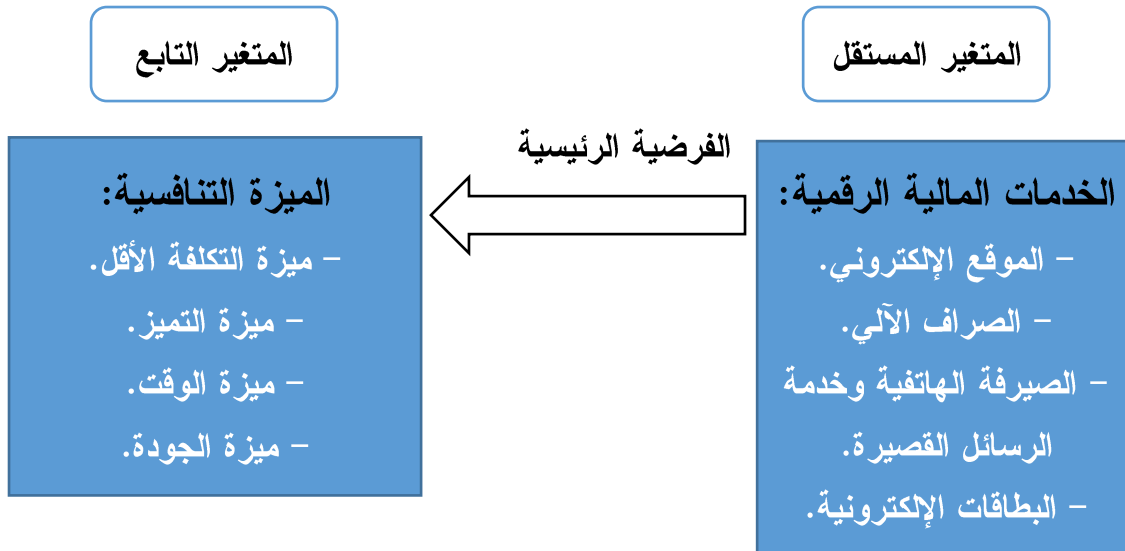 المتغير المستقل
المتغير التابع
الفرضية الرئيسية
الخدمات المالية الرقمية:
– الموقع الإلكتروني.
– الصراف الآلي.
– الصيرفة الهاتفية وخدمة
الرسائل القصيرة.
– البطاقات الإلكترونية.
الميزة التنافسية:
– ميزة التكلفة الأقل.
– ميزة التميز.
– ميزة الوقت.
– ميزة الجودة.